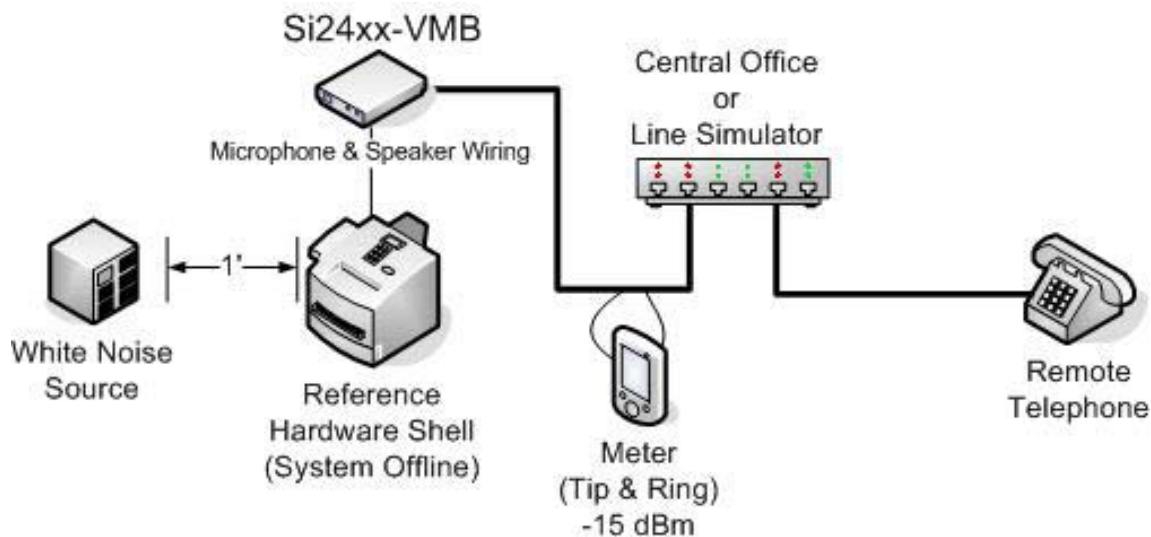 Si24xx-VMB
Central Office
or
Line Simulator
Microphone & Speaker Wiring
1'
White Noise
Source
Reference
Hardware Shell
(System Offline)
Meter
(Tip & Ring)
-15 dBm
Remote
Telephone